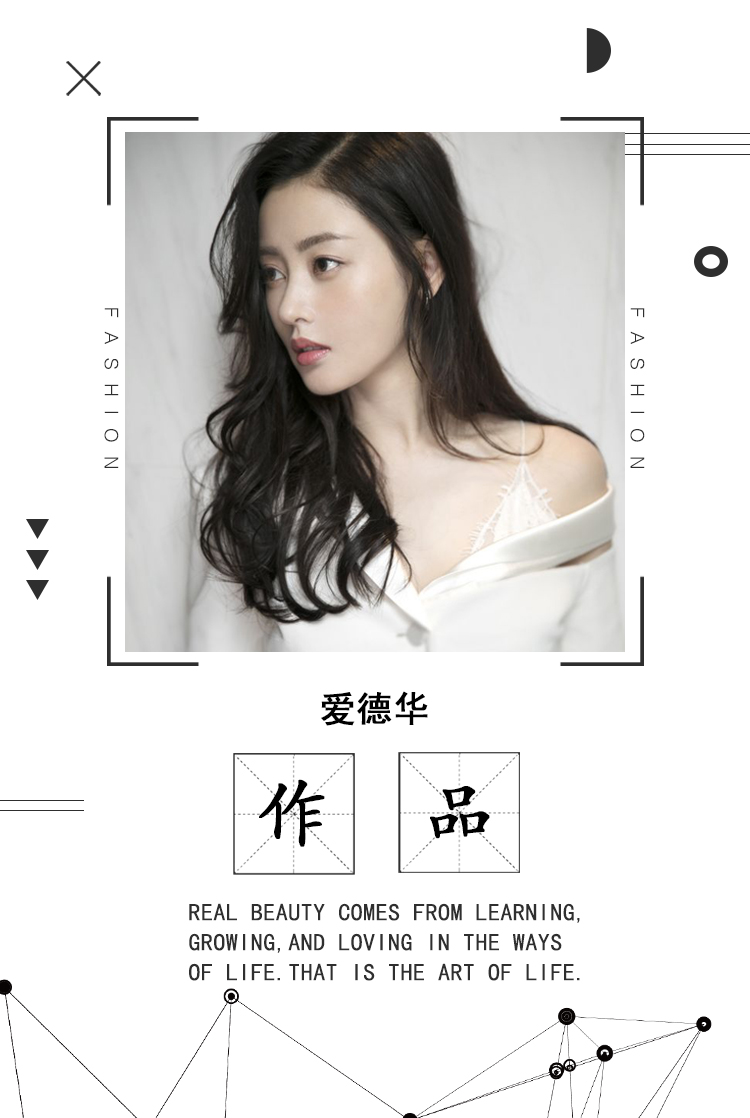 FASHION
FASHION
爱德华
作品
REAL BEAUTY COMES FROM LEARNING,
GROWING,AND LOVING IN THE WAYS
OF LIFE.THAT IS THE ART OF LIFE.